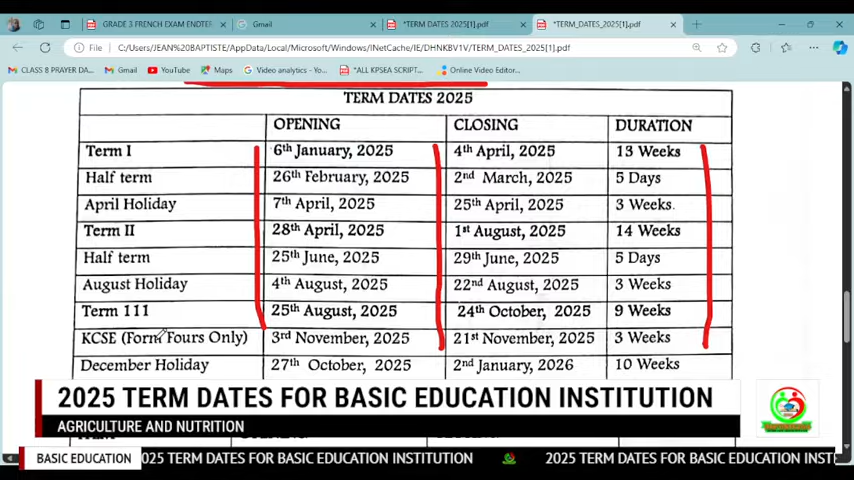 GRADE 3 FRENCH EXAM ENDTER
Gmail
*TERM DATES 2025[1].pdf
*TERM_DATES_2025[1].pdf
File
C:/Users/JEAN%20BAPTISTE/AppData/Local/Microsoft/Windows/INetCache/IE/DHNKBV1V/TERM_DATES_2025[1].pdf
CLASS 8 PRAYER DA... Gmail YouTube Maps Video analytics - Yo... *ALL KPSEA SCRIPT... Online Video Editor...
TERM DATES 2025
OPENING CLOSING DURATION
Term I 6th January, 2025 4th April, 2025 13 Weeks
Half term 26th February, 2025 2nd March, 2025 5 Days
April Holiday 7th April, 2025 25th April, 2025 3 Weeks.
Term II 28th April, 2025 1st August, 2025 14 Weeks
Half term 25th June, 2025 29th June, 2025 5 Days
August Holiday 4th August, 2025 22nd August, 2025 3 Weeks
Term 111 25th August, 2025 24th October, 2025 9 Weeks
KCSE (Form Fours Only) 3rd November, 2025 21st November, 2025 3 Weeks
December Holiday 27th October, 2025 2nd January, 2026 10 Weeks
2025 TERM DATES FOR BASIC EDUCATION INSTITUTION
AGRICULTURE AND NUTRITION
BASIC EDUCATION
025 TERM DATES FOR BASIC EDUCATION INSTITUTION
2025 TERM DATES FOR BASIC EDUCATION INST